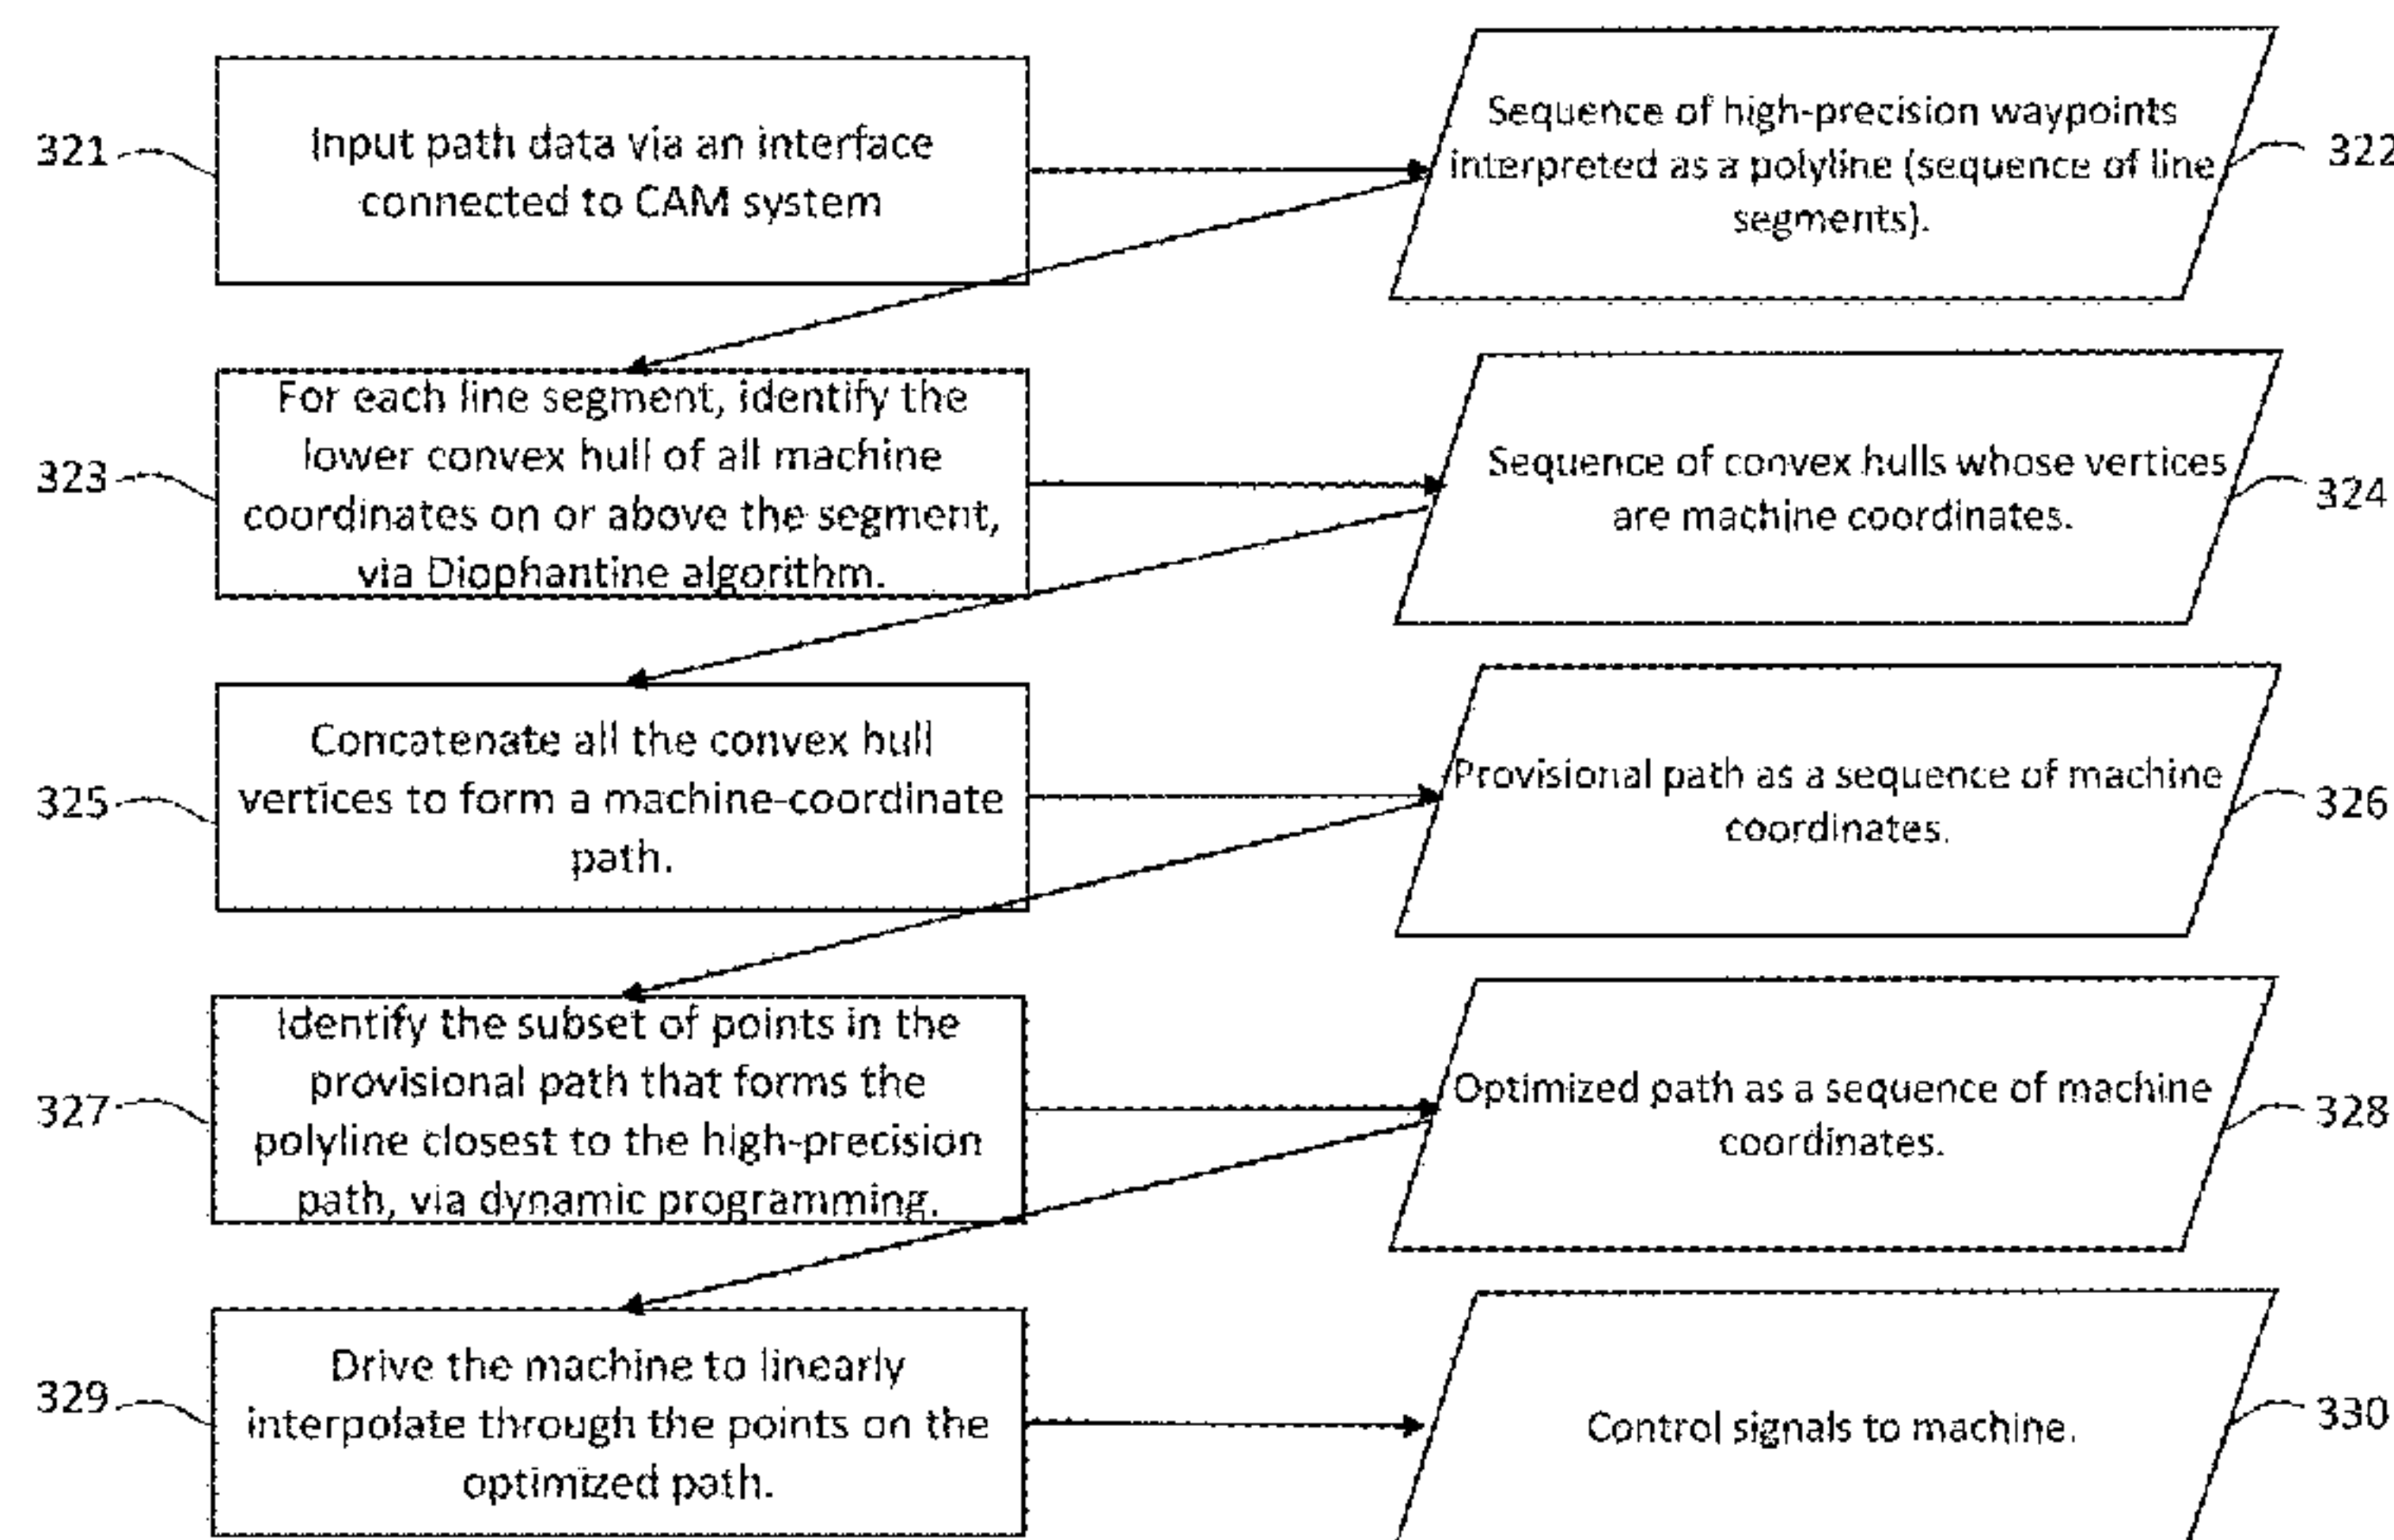 321
Input path data via an interface
connected to CAM system
Sequence of high-precision waypoints
interpreted as a polyline (sequence of line
segments).
322
323
For each line segment, identify the
lower convex hull of all machine
coordinates on or above the segment,
via Diophantine algorithm.
Sequence of convex hulls whose vertices
are machine coordinates.
324
325
Concatenate all the convex hull
vertices to form a machine-coordinate
path.
Provisional path as a sequence of machine
coordinates.
326
327
Identify the subset of points in the
provisional path that forms the
polyline closest to the high-precision
path, via dynamic programming.
Optimized path as a sequence of machine
coordinates.
328
329
Drive the machine to linearly
interpolate through the points on the
optimized path.
Control signals to machine.
330